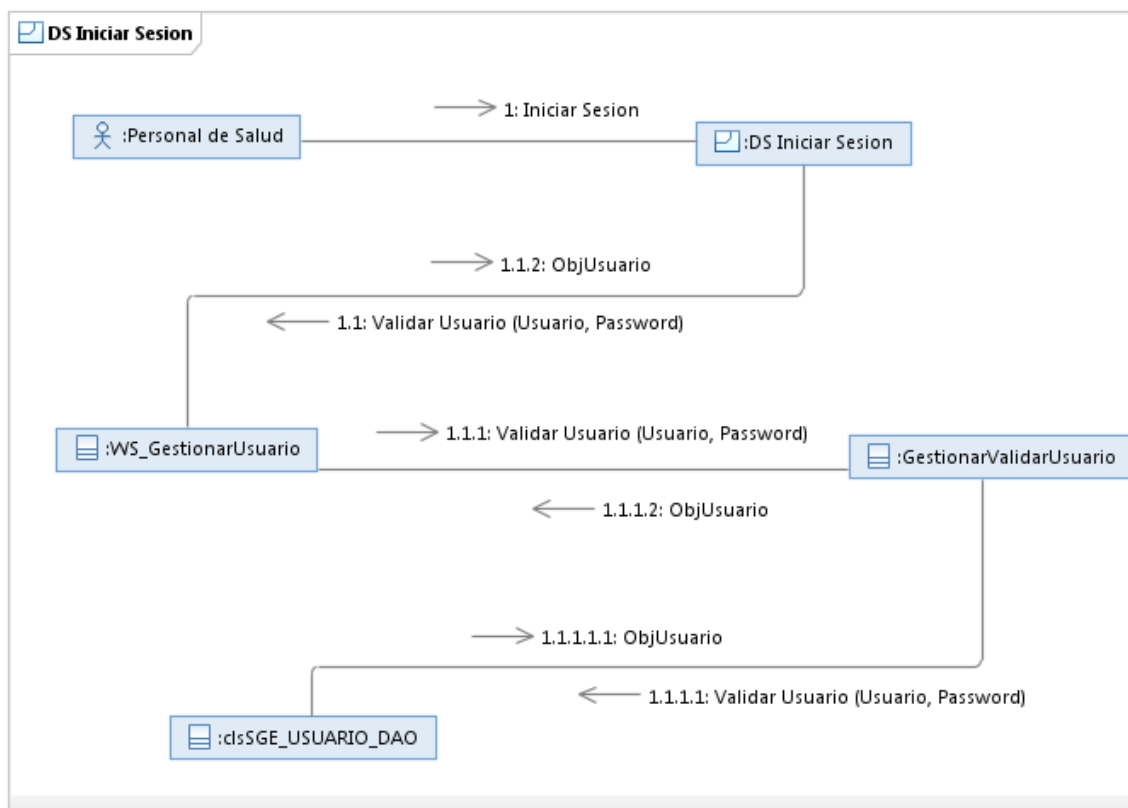 DS Iniciar Sesion
1: Iniciar Sesion
:Personal de Salud
:DS Iniciar Sesion
1.1.2: ObjUsuario
1.1: Validar Usuario (Usuario, Password)
:WS_GestionarUsuario
1.1.1: Validar Usuario (Usuario, Password)
:GestionarValidarUsuario
1.1.1.2: ObjUsuario
1.1.1.1.1: ObjUsuario
1.1.1.1: Validar Usuario (Usuario, Password)
:clsSGE_USUARIO_DAO